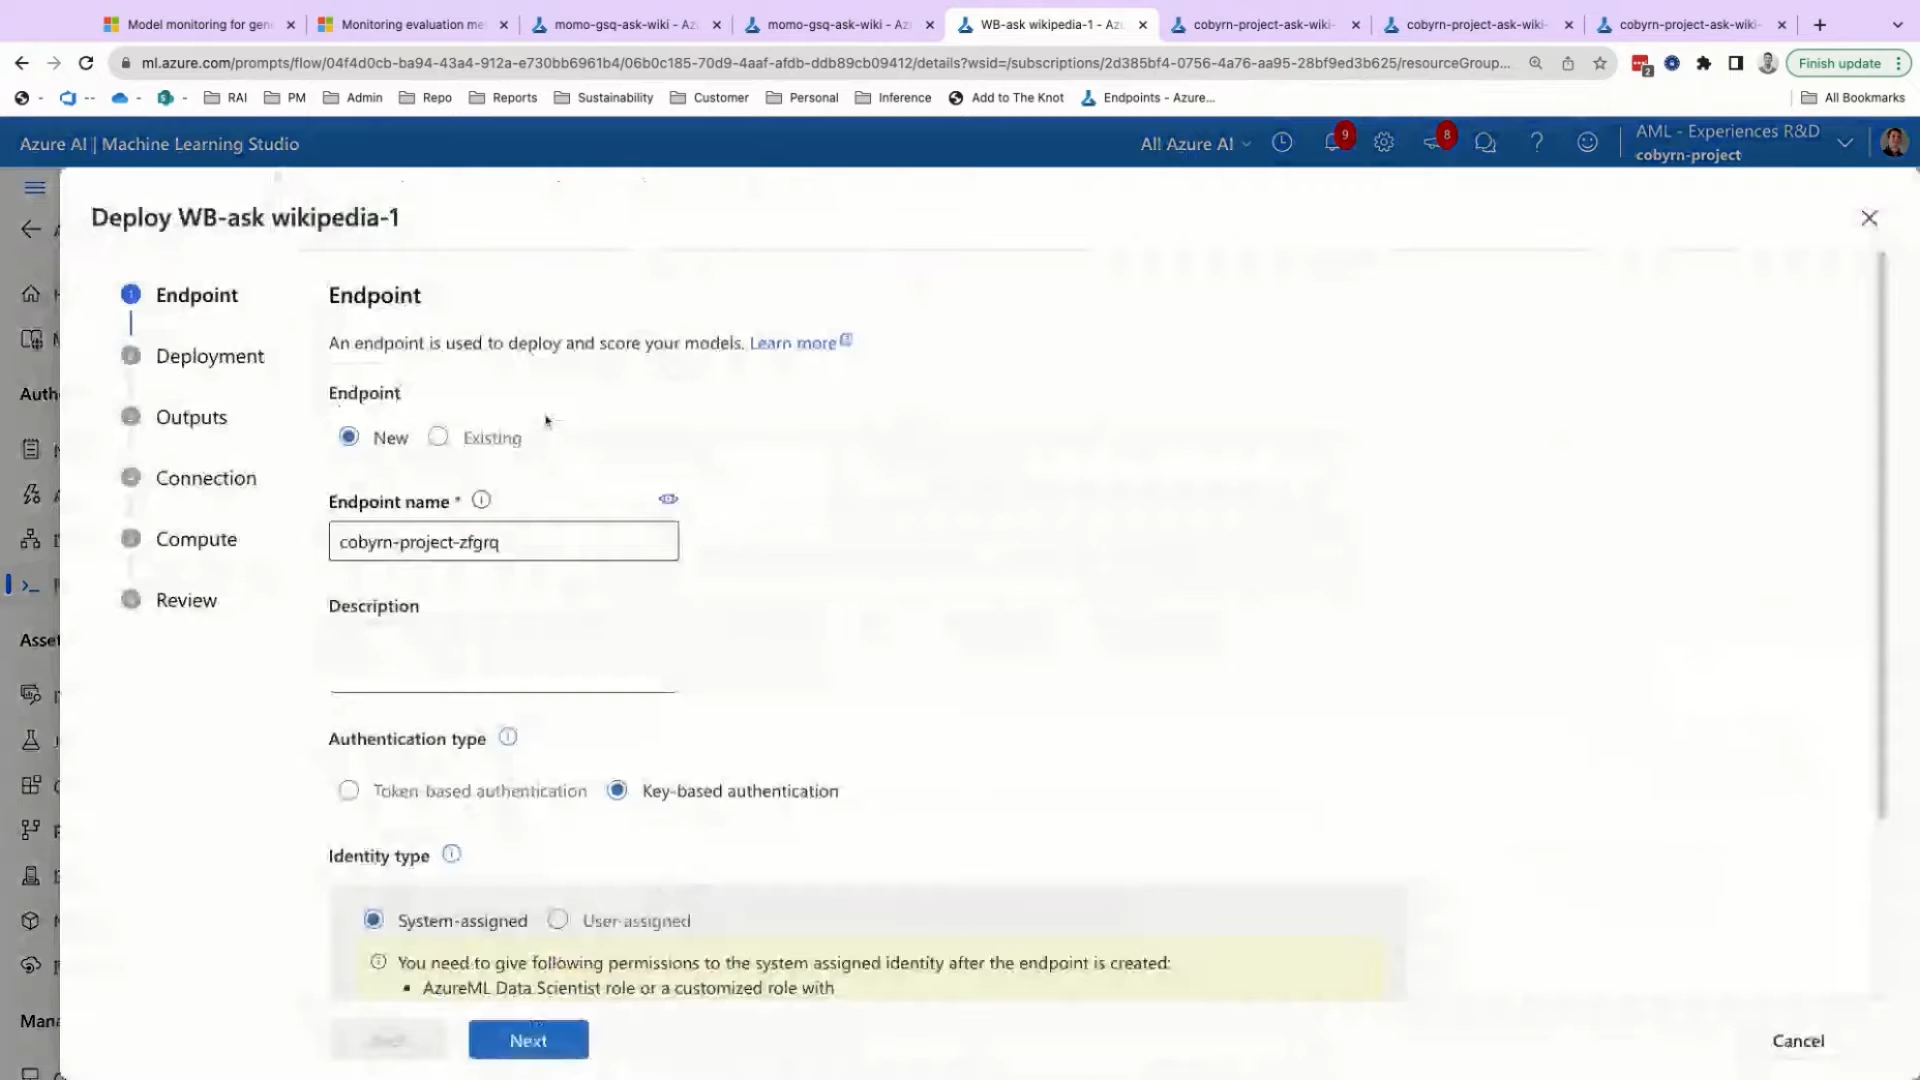 Model monitoring for gen
Monitoring evaluation me
momo-gsq-ask-wiki - Az
momo-gsq-ask-wiki - Az
WB-ask wikipedia-1 - Az
cobyrn-project-ask-wiki-
cobyrn-project-ask-wiki-
cobyrn-project-ask-wiki-
ml.azure.com/prompts/flow/04f4d0cb-ba94-43a4-912a-e730bb6961b4/06b0c185-70d9-4aaf-afdb-ddb89cb09412/details?wsid=/subscriptions/2d385bf4-0756-4a76-aa95-28bf9ed3b625/resourceGroup...
2
Finish update
RAI
PM
Admin
Repo
Reports
Sustainability
Customer
Personal
Inference
Add to The Knot
Endpoints - Azure...
All Bookmarks
Azure AI | Machine Learning Studio
All Azure AI
9
8
AML - Experiences R&D
cobyrn-project
Deploy WB-ask wikipedia-1
1
Endpoint
Deployment
Outputs
Connection
Compute
Review
Auth
Asset
Mana
Endpoint
An endpoint is used to deploy and score your models. Learn more
Endpoint
New
Existing
Endpoint name *
cobyrn-project-zfgrq
Description
Authentication type
Token-based authentication
Key-based authentication
Identity type
System-assigned
User-assigned
You need to give following permissions to the system assigned identity after the endpoint is created:
▪ AzureML Data Scientist role or a customized role with
Next
Cancel